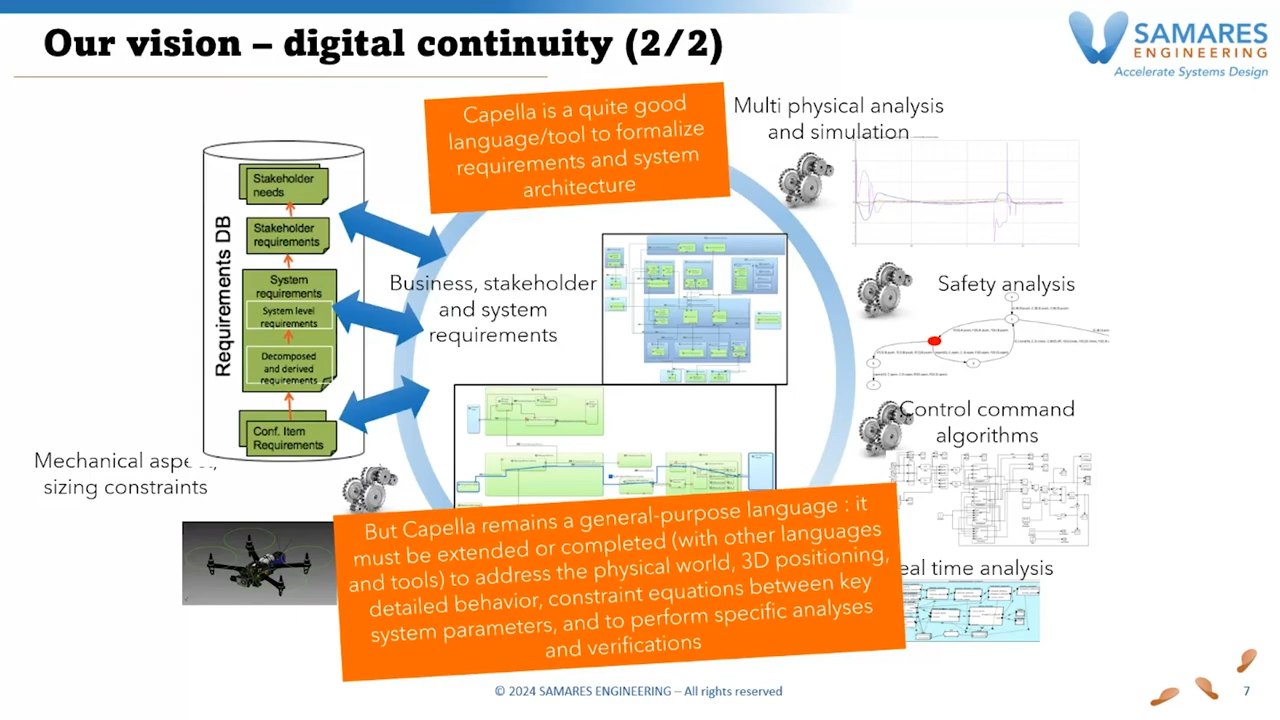 Our vision – digital continuity (2/2)
SAMARES
ENGINEERING
Accelerate Systems Design
Capella is a quite good
language/tool to formalize
requirements and system
architecture
Multi physical analysis
and simulation
Requirements DB
Stakeholder
needs
Stakeholder
requirements
System
requirements
System level
requirements
Decomposed
and derived
requirements
Conf. Item
Requirements
Business, stakeholder
and system
requirements
Safety analysis
Control command
algorithms
Mechanical
sizing constraints
But Capella remains a general-purpose language : it
must be extended or completed (with other languages
and tools) to address the physical world, 3D positioning,
detailed behavior, constraint equations between key
system parameters, and to perform specific analyses
and verifications
time analysis
© 2024 SAMARES ENGINEERING – All rights reserved
7